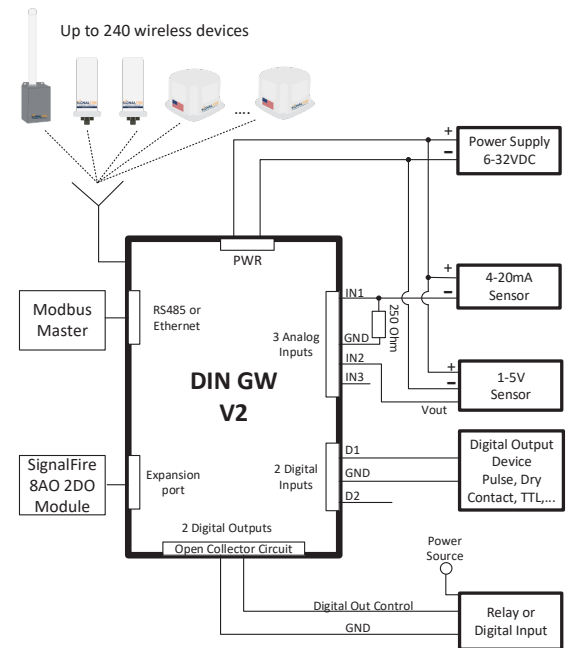 Up to 240 wireless devices
SIGNALFIRE
SIGNALFIRE
....
+
−
Power Supply
6-32VDC
PWR
+
−
4-20mA
Sensor
IN1
250 Ohm
GND
IN2
IN3
3 Analog
Inputs
RS485 or
Ethernet
Modbus
Master
DIN GW
V2
+
−
1-5V
Sensor
Vout
D1
GND
D2
2 Digital
Inputs
Digital Output
Device
Pulse, Dry
Contact, TTL,...
SignalFire
8AO 2DO
Module
Expansion
port
2 Digital Outputs
Open Collector Circuit
Power
Source
Digital Out Control
GND
Relay or
Digital Input